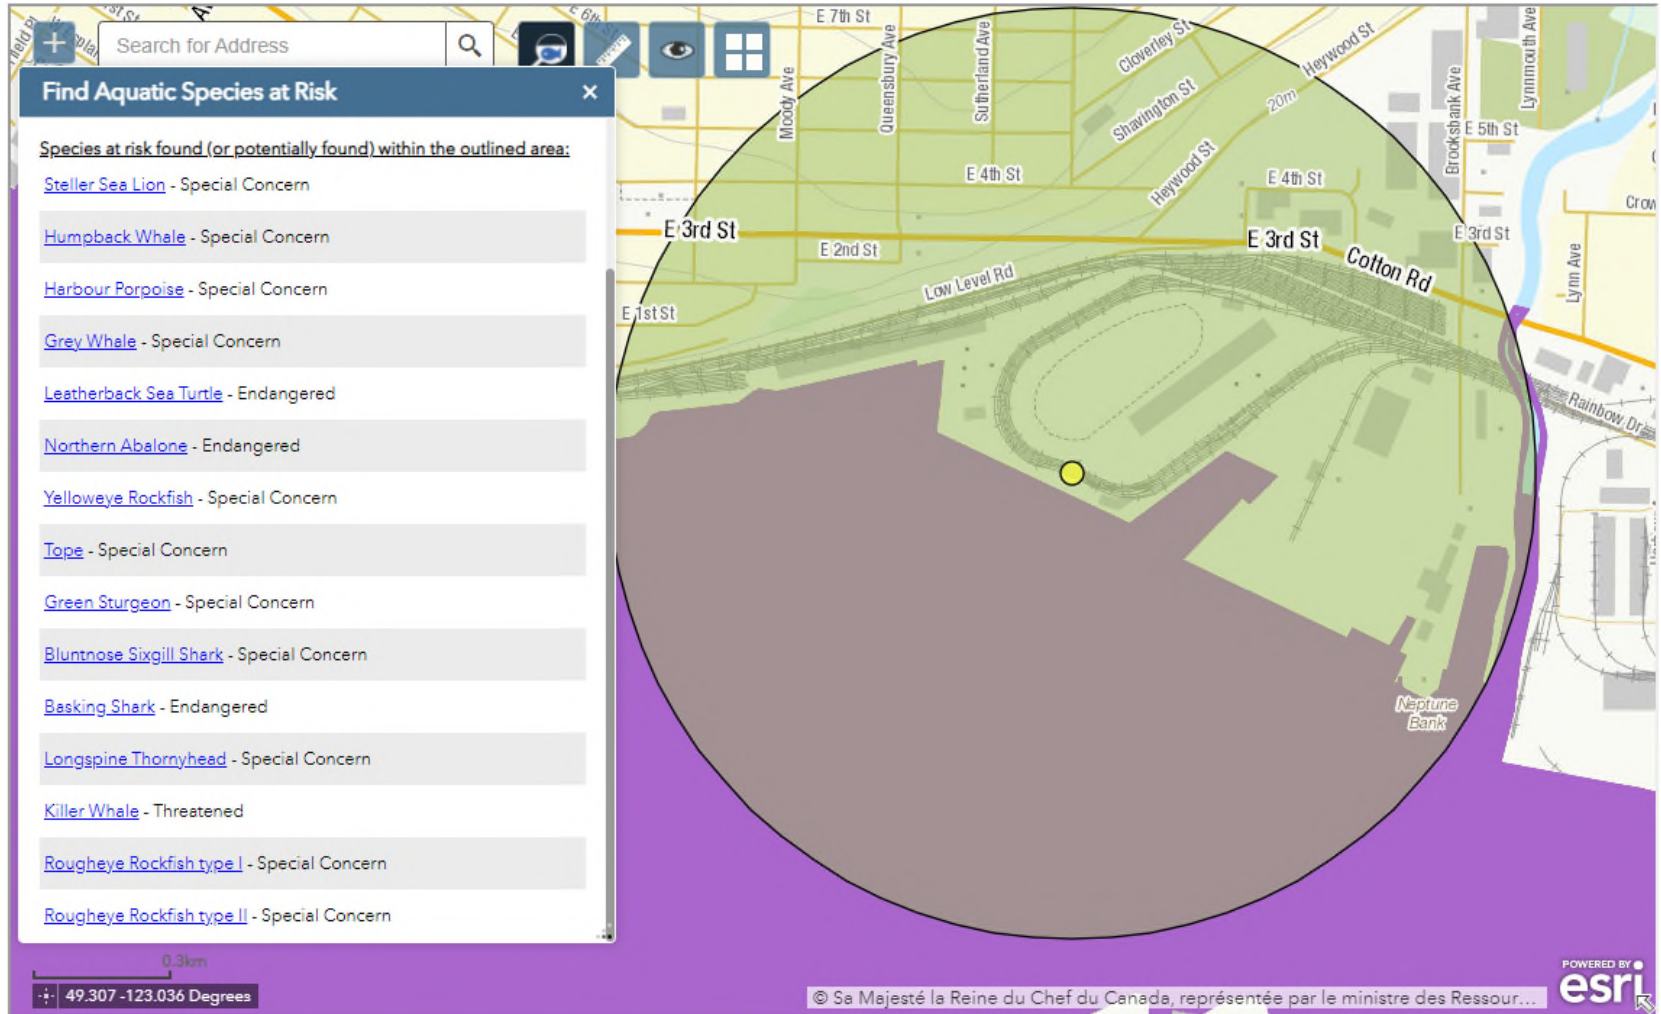 Search for Address
Find Aquatic Species at Risk
Species at risk found (or potentially found) within the outlined area:
Steller Sea Lion - Special Concern
Humpback Whale - Special Concern
Harbour Porpoise - Special Concern
Grey Whale - Special Concern
Leatherback Sea Turtle - Endangered
Northern Abalone - Endangered
Yelloweye Rockfish - Special Concern
Tope - Special Concern
Green Sturgeon - Special Concern
Bluntnose Sixgill Shark - Special Concern
Basking Shark - Endangered
Longspine Thornyhead - Special Concern
Killer Whale - Threatened
Rougheye Rockfish type I - Special Concern
Rougheye Rockfish type II - Special Concern
0.3km
49.307 -123.036 Degrees
E 6th St
E 7th St
Moody Ave
Queensbury Ave
Sutherland Ave
Cloverley St
Heywood St
Shavington St
20m
Brooksbank Ave
Lynnmouth Ave
E 5th St
E 4th St
Heywood St
E 4th St
E 3rd St
E 2nd St
E 3rd St
E 3rd St
Cotton Rd
Low Level Rd
Lynn Ave
E 1st St
Rainbow Dr
Neptune
Bank
© Sa Majesté la Reine du Chef du Canada, représentée par le ministre des Ressour...
POWERED BY
esri